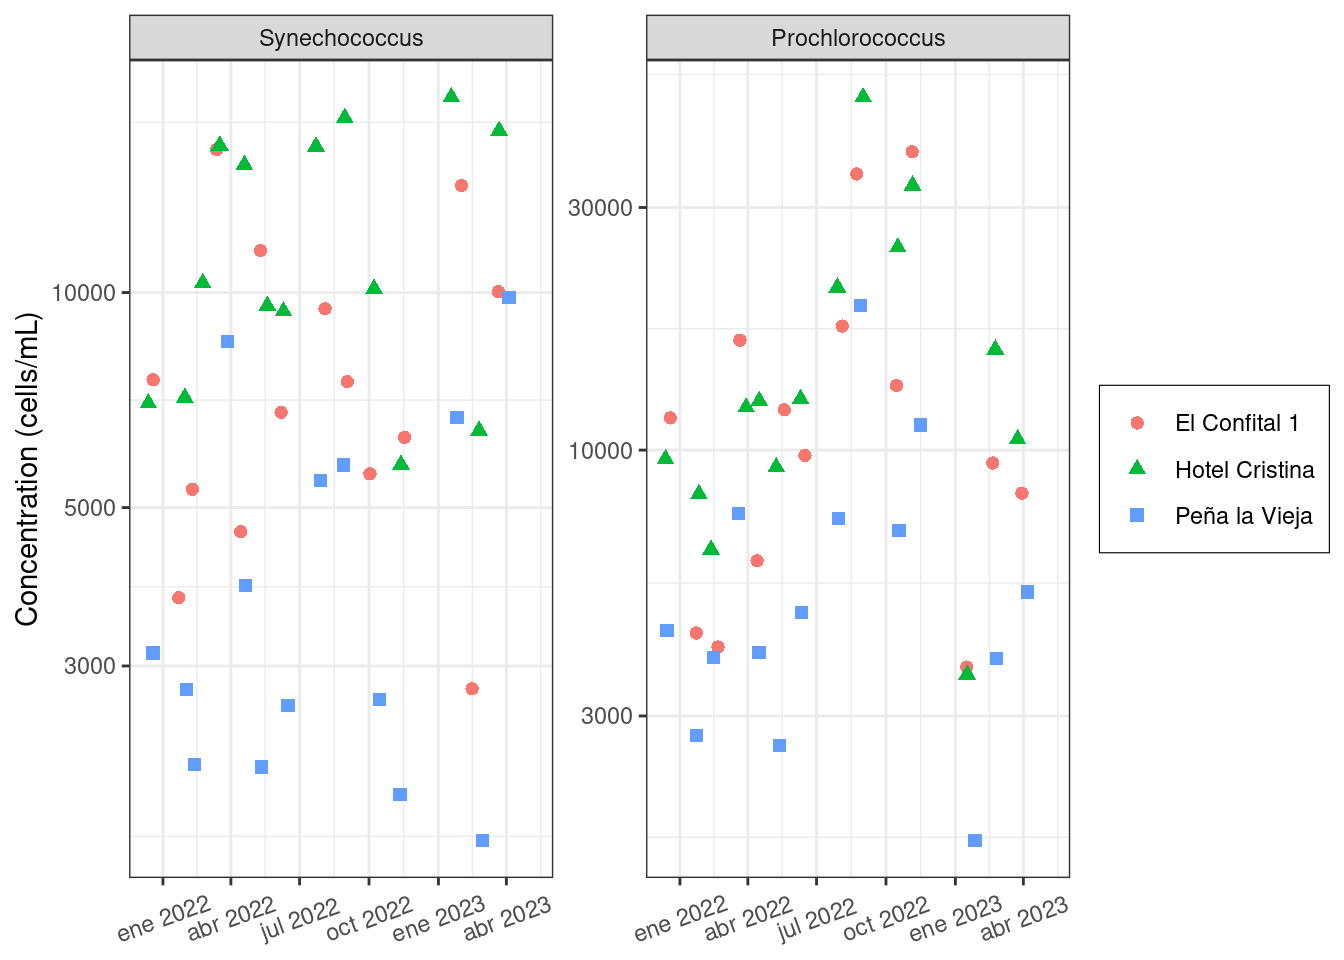 Synechococcus
Prochlorococcus
Concentration (cells/mL)
10000
5000
3000
30000
10000
3000
ene 2022
abr 2022
jul 2022
oct 2022
ene 2023
abr 2023
ene 2022
abr 2022
jul 2022
oct 2022
ene 2023
abr 2023
El Confital 1
Hotel Cristina
Peña la Vieja